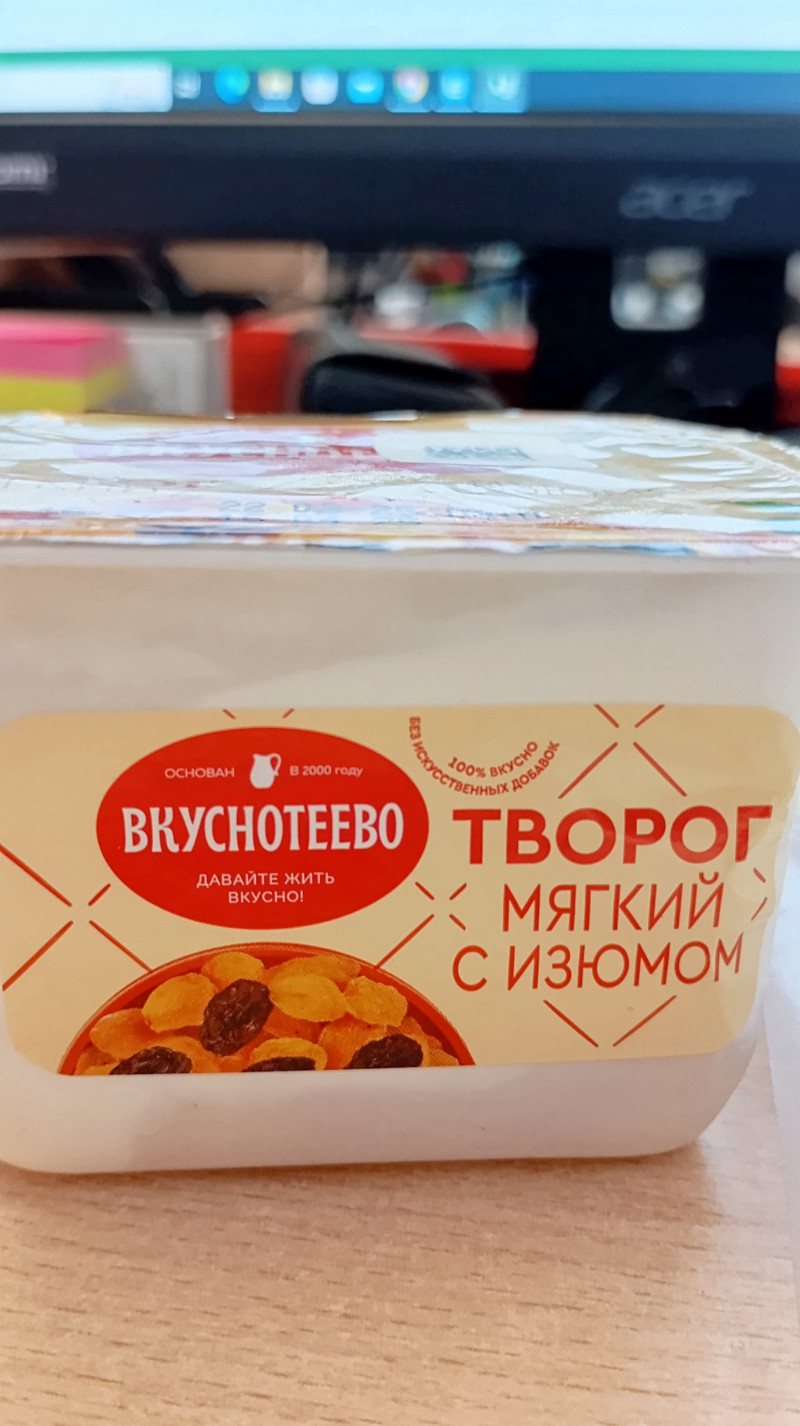 acer
ОСНОВАН В 2000 году
ВКУСНОТЕЕВО
ДАВАЙТЕ ЖИТЬ
ВКУСНО!
100% ВКУСНО
БЕЗ ИСКУССТВЕННЫХ ДОБАВОК
ТВОРОГ
МЯГКИЙ
С ИЗЮМОМ